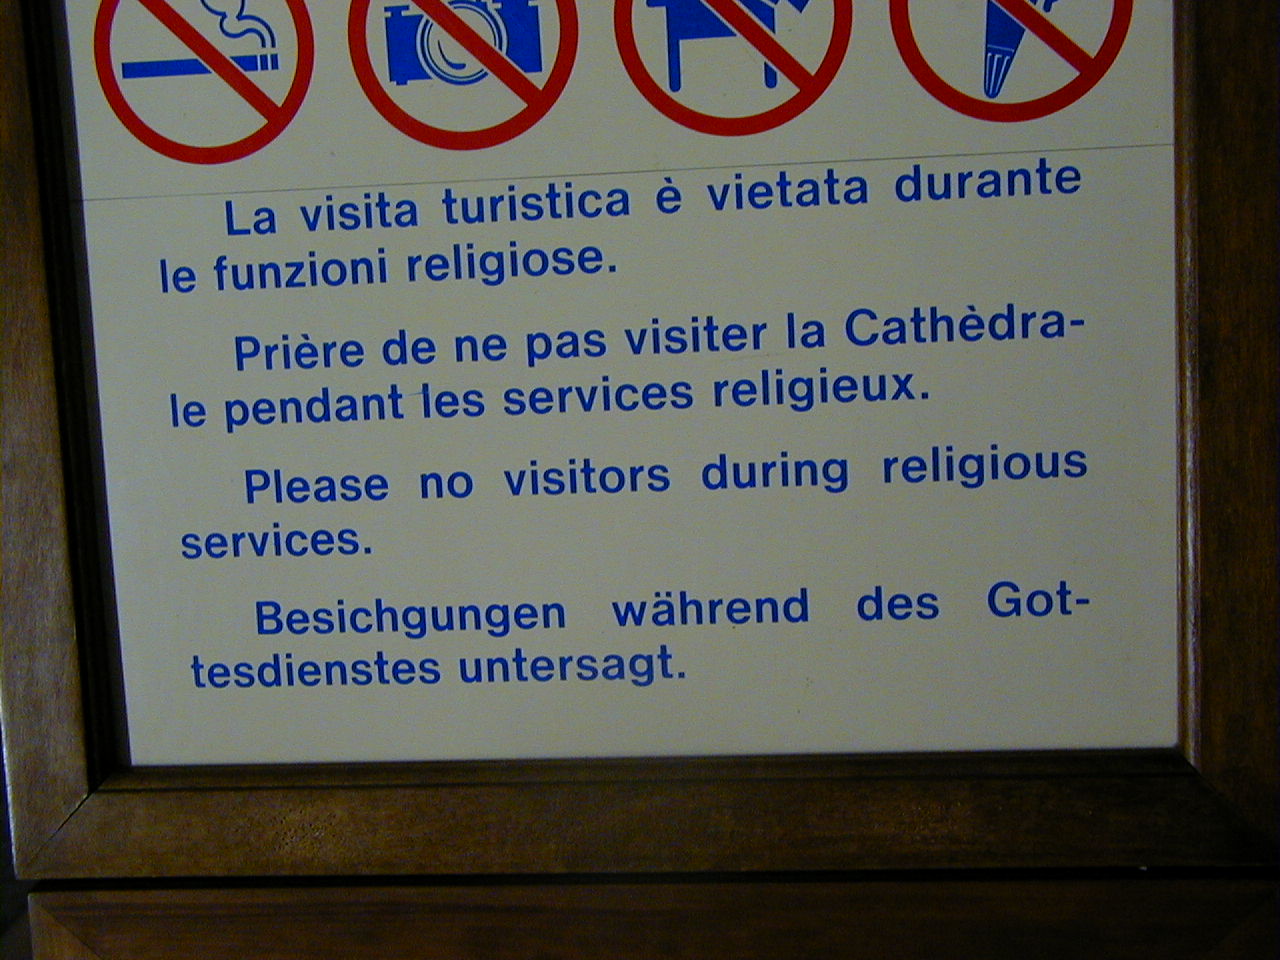 La visita turistica è vietata durante
le funzioni religiose.
Prière de ne pas visiter la Cathèdra-
le pendant les services religieux.
Please no visitors during religious
services.
Besichgungen während des Got-
tesdienstes untersagt.